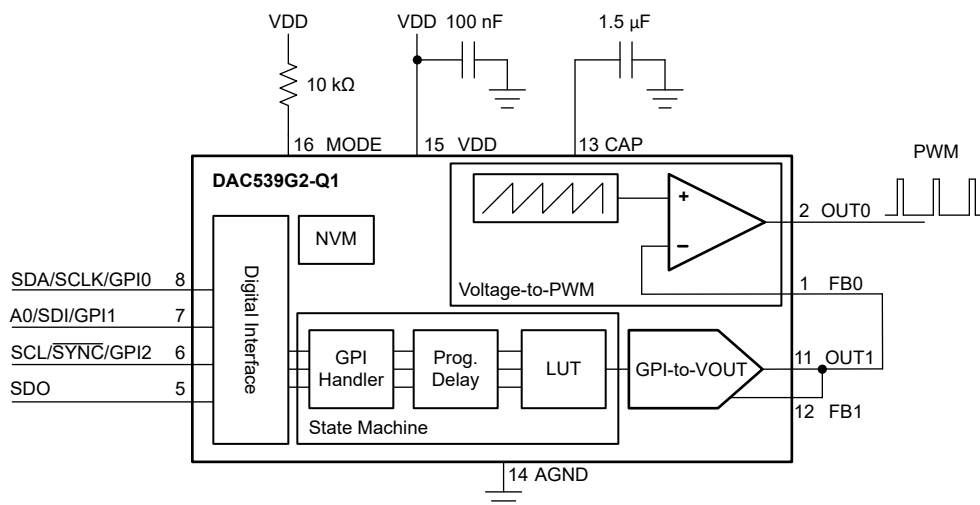 VDD
VDD 100 nF
1.5 µF
10 kΩ
16 MODE
15 VDD
13 CAP
PWM
DAC539G2-Q1
NVM
+
−
2 OUT0
Voltage-to-PWM
1 FB0
SDA/SCLK/GPI0 8
A0/SDI/GPI1 7
SCL/SYNC/GPI2 6
SDO 5
Digital Interface
GPI
Handler
Prog.
Delay
LUT
GPI-to-VOUT
11 OUT1
12 FB1
State Machine
14 AGND